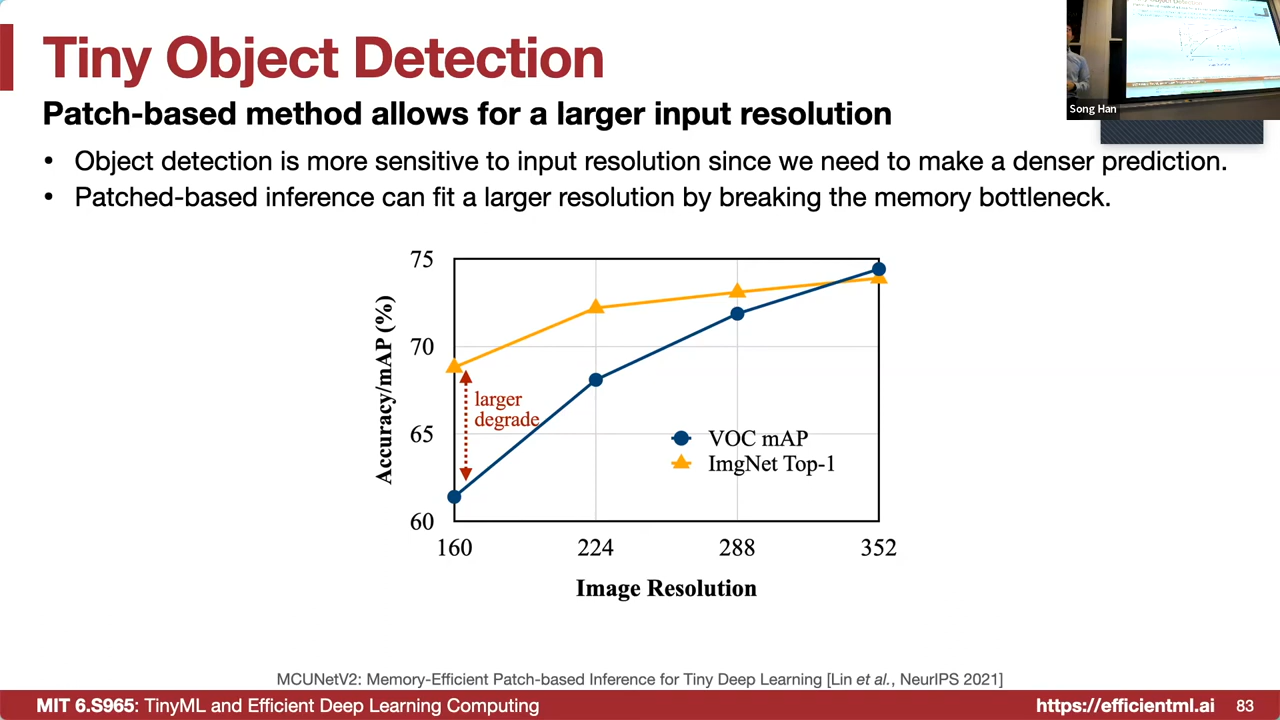 Tiny Object Detection
Patch-based method allows for a larger input resolution
Song Han
• Object detection is more sensitive to input resolution since we need to make a denser prediction.
• Patched-based inference can fit a larger resolution by breaking the memory bottleneck.
75
70
65
60
Accuracy/mAP (%)
larger
degrade
VOC mAP
ImgNet Top-1
160 224 288 352
Image Resolution
MCUNetV2: Memory-Efficient Patch-based Inference for Tiny Deep Learning [Lin et al., NeurIPS 2021]
MIT 6.S965: TinyML and Efficient Deep Learning Computing
https://efficientml.ai 83